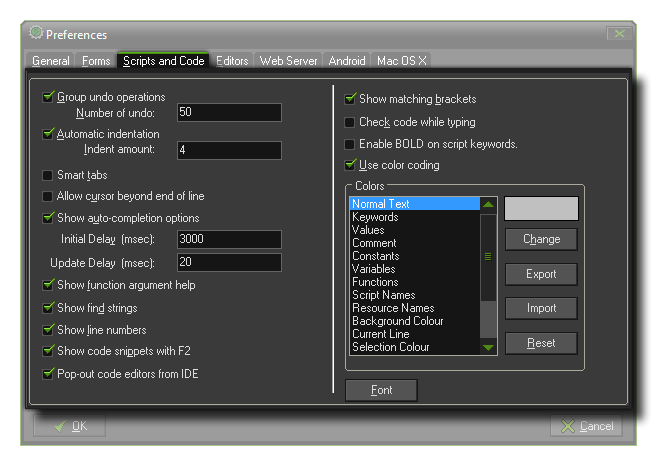 Preferences
General Forms Scripts and Code Editors Web Server Android Mac OS X
Group undo operations
Number of undo: 50
Automatic indentation
Indent amount: 4
Smart tabs
Allow cursor beyond end of line
Show auto-completion options
Initial Delay (msec): 3000
Update Delay (msec): 20
Show function argument help
Show find strings
Show line numbers
Show code snippets with F2
Pop-out code editors from IDE
Show matching brackets
Check code while typing
Enable BOLD on script keywords.
Use color coding
Colors
Normal Text
Keywords
Values
Comment
Constants
Variables
Functions
Script Names
Resource Names
Background Colour
Current Line
Selection Colour
Change
Export
Import
Reset
Font
OK
Cancel